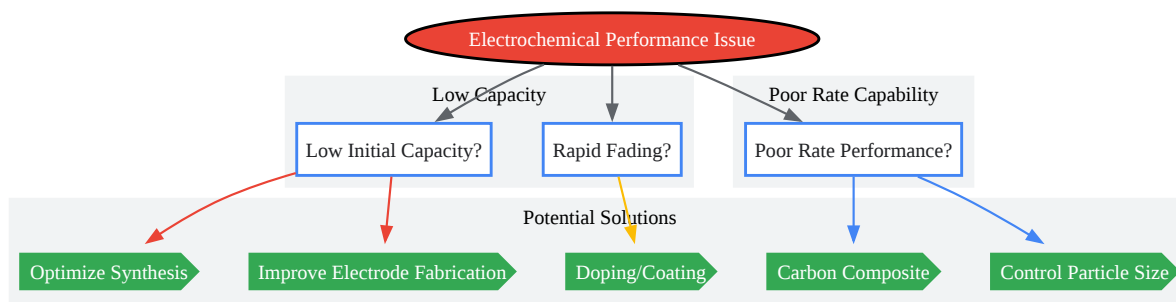 Electrochemical Performance Issue
Low Capacity
Poor Rate Capability
Low Initial Capacity?
Rapid Fading?
Poor Rate Performance?
Potential Solutions
Optimize Synthesis
Improve Electrode Fabrication
Doping/Coating
Carbon Composite
Control Particle Size